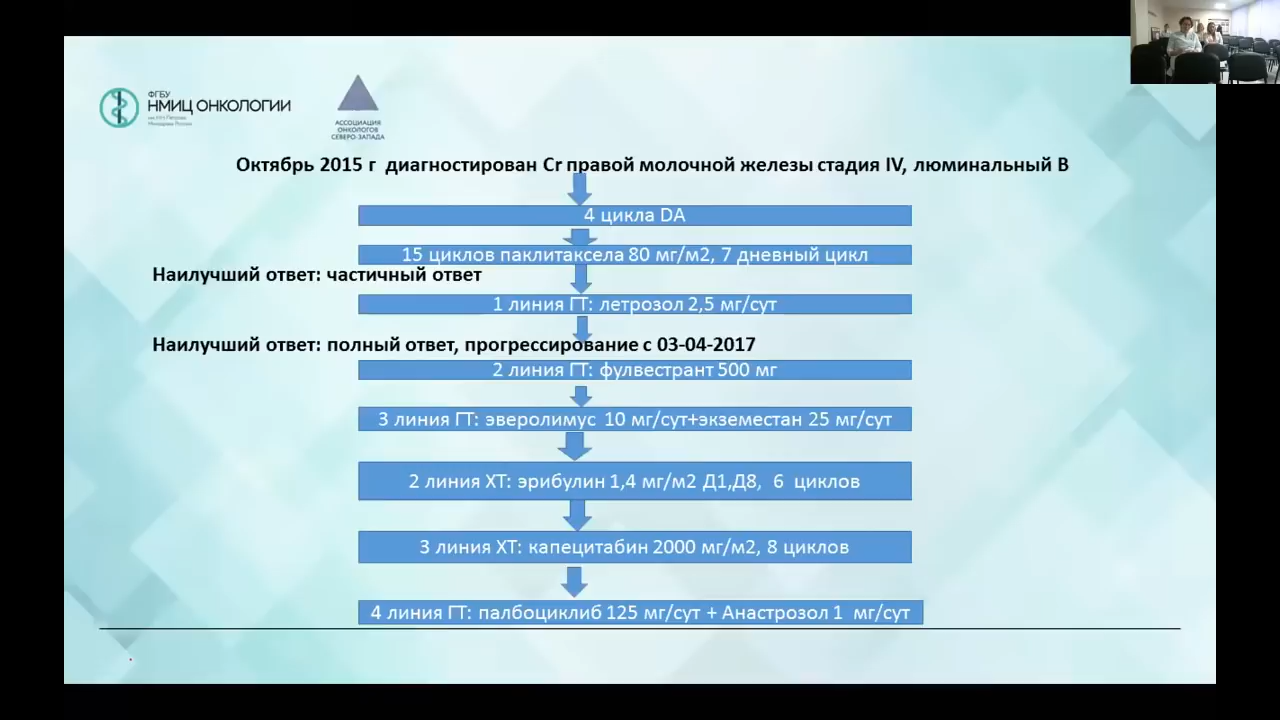 ФГБУ
НМИЦ ОНКОЛОГИИ
АССОЦИАЦИЯ
ОНКОЛОГОВ
СЕВЕРО-ЗАПАДА
Октябрь 2015 г диагностирован Cr правой молочной железы стадия IV, люминальный В
4 цикла DA
15 циклов паклитаксела 80 мг/м2, 7 дневный цикл
Наилучший ответ: частичный ответ
1 линия ГТ: летрозол 2,5 мг/сут
Наилучший ответ: полный ответ, прогрессирование с 03-04-2017
2 линия ГТ: фулвестрант 500 мг
3 линия ГТ: эверолимус 10 мг/сут+экземестан 25 мг/сут
2 линия ХТ: эрибулин 1,4 мг/м2 Д1,Д8, 6 циклов
3 линия ХТ: капецитабин 2000 мг/м2, 8 циклов
4 линия ГТ: палбоциклиб 125 мг/сут + Анастрозол 1 мг/сут